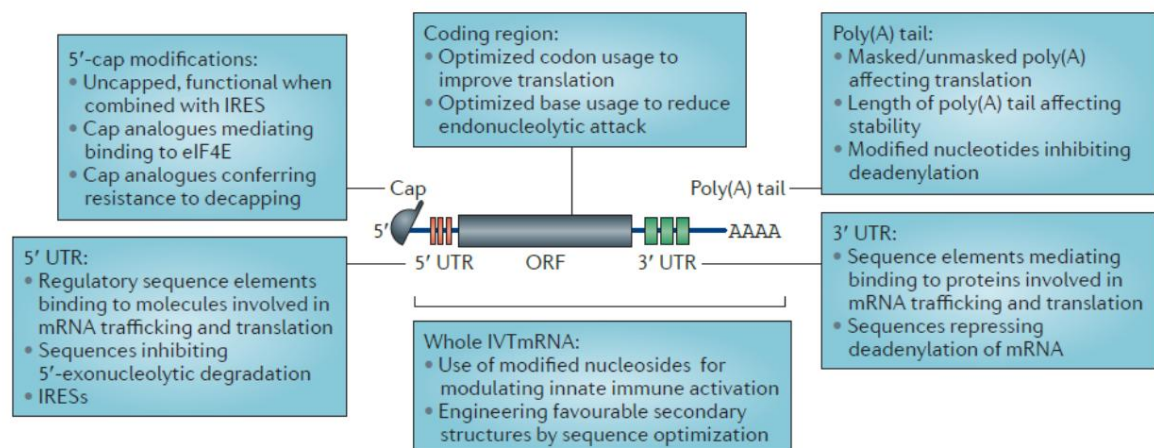 5′-cap modifications:
• Uncapped, functional when
combined with IRES
• Cap analogues mediating
binding to eIF4E
• Cap analogues conferring
resistance to decapping
Coding region:
• Optimized codon usage to
improve translation
• Optimized base usage to reduce
endonucleolytic attack
Poly(A) tail:
• Masked/unmasked poly(A)
affecting translation
• Length of poly(A) tail affecting
stability
• Modified nucleotides inhibiting
deadenylation
Cap
Poly(A) tail
5′
AAAA
5′ UTR
ORF
3′ UTR
5′ UTR:
• Regulatory sequence elements
binding to molecules involved in
mRNA trafficking and translation
• Sequences inhibiting
5′-exonucleolytic degradation
• IRESs
Whole IVTmRNA:
• Use of modified nucleosides for
modulating innate immune activation
• Engineering favourable secondary
structures by sequence optimization
3′ UTR:
• Sequence elements mediating
binding to proteins involved in
mRNA trafficking and translation
• Sequences repressing
deadenylation of mRNA